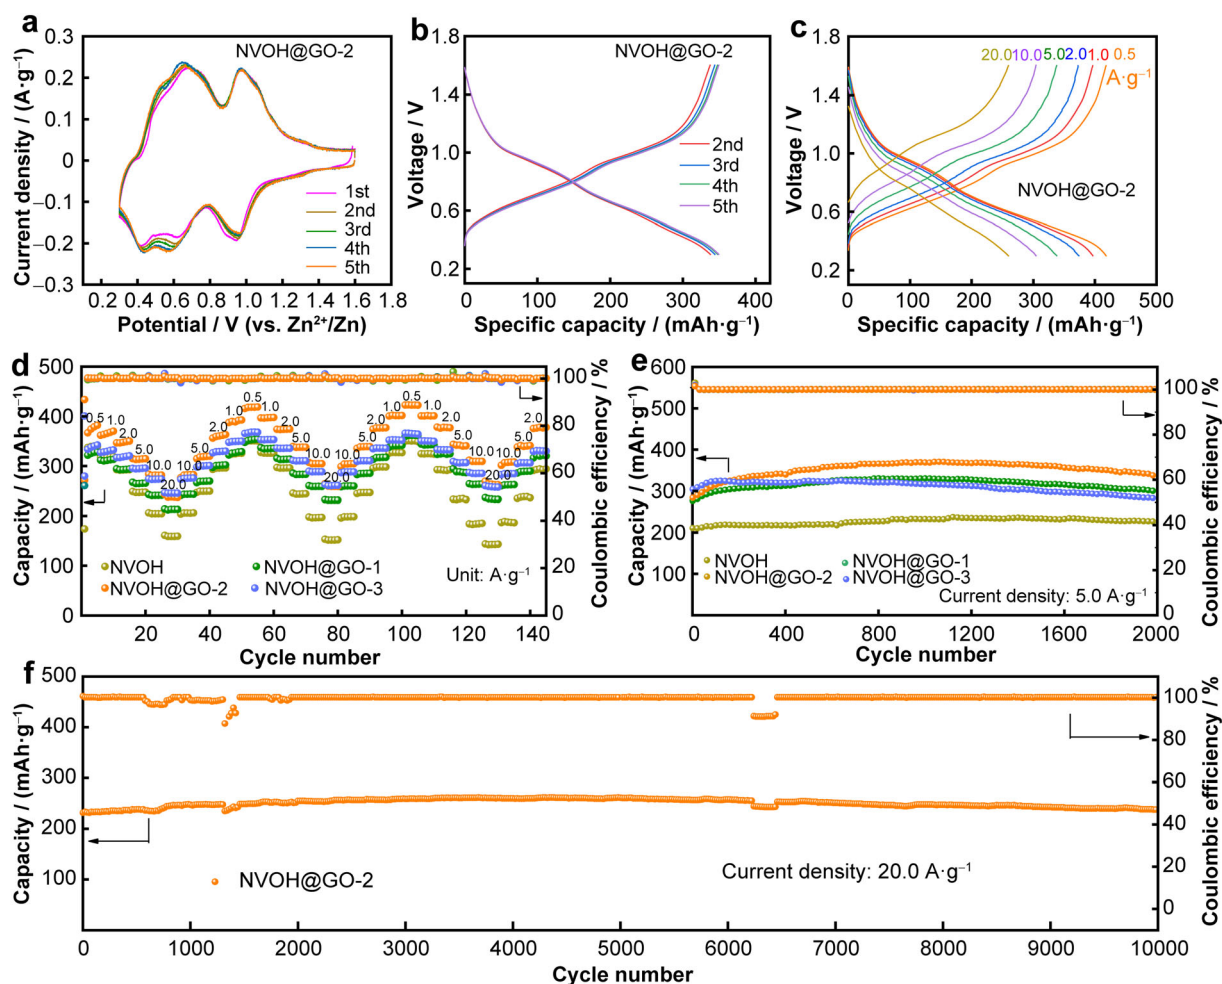 a
NVOH@GO-2
Current density / (A·g⁻¹)
0.3
0.2
0.1
0
−0.1
−0.2
−0.3
1st
2nd
3rd
4th
5th
0.2 0.4 0.6 0.8 1.0 1.2 1.4 1.6 1.8
Potential / V (vs. Zn²⁺/Zn)
b
NVOH@GO-2
Voltage / V
1.8
1.4
1.0
0.6
0.2
2nd
3rd
4th
5th
0 100 200 300 400
Specific capacity / (mAh·g⁻¹)
c
20.0 10.0 5.0 2.0 1.0 0.5
A·g⁻¹
Voltage / V
1.8
1.4
1.0
0.6
0.2
NVOH@GO-2
0 100 200 300 400 500
Specific capacity / (mAh·g⁻¹)
d
Capacity / (mAh·g⁻¹)
500
400
300
200
100
0
0.5 1.0 2.0 5.0 10.0 20.0 10.0 5.0 2.0 1.0 0.5 1.0 2.0 5.0 10.0 20.0 10.0 5.0 2.0 1.0 0.5 1.0 2.0 5.0 10.0 20.0 10.0 5.0 2.0
NVOH NVOH@GO-1
NVOH@GO-2 NVOH@GO-3
Unit: A·g⁻¹
100
80
60
40
20
0
Coulombic efficiency / %
20 40 60 80 100 120 140
Cycle number
e
Capacity / (mAh·g⁻¹)
600
500
400
300
200
100
NVOH NVOH@GO-1
NVOH@GO-2 NVOH@GO-3
Current density: 5.0 A·g⁻¹
100
80
60
40
20
0
Coulombic efficiency / %
0 400 800 1200 1600 2000
Cycle number
f
Capacity / (mAh·g⁻¹)
500
400
300
200
100
NVOH@GO-2
Current density: 20.0 A·g⁻¹
100
80
60
40
20
0
Coulombic efficiency / %
0 1000 2000 3000 4000 5000 6000 7000 8000 9000 10000
Cycle number